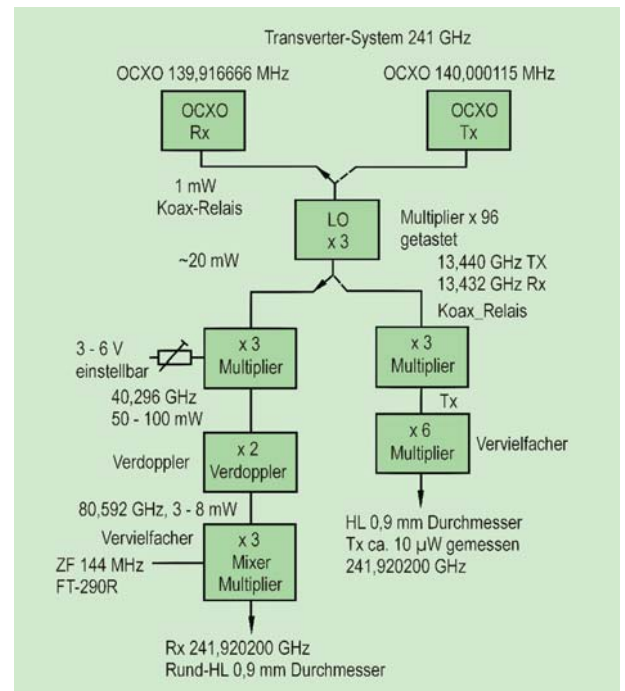 Transverter-System 241 GHz
OCXO 139,916666 MHz
OCXO 140,000115 MHz
OCXO
Rx
OCXO
Tx
1 mW
Koax-Relais
LO
x 3
Multiplier x 96
getastet
13,440 GHz TX
13,432 GHz Rx
~20 mW
Koax_Relais
3 - 6 V
einstellbar
x 3
Multiplier
x 3
Multiplier
40,296 GHz
50 - 100 mW
Tx
x 6
Multiplier
Vervielfacher
Verdoppler
x 2
Verdoppler
80,592 GHz, 3 - 8 mW
Vervielfacher
ZF 144 MHz
FT-290R
x 3
Mixer
Multiplier
HL 0,9 mm Durchmesser
Tx ca. 10 µW gemessen
241,920200 GHz
Rx 241,920200 GHz
Rund-HL 0,9 mm Durchmesser